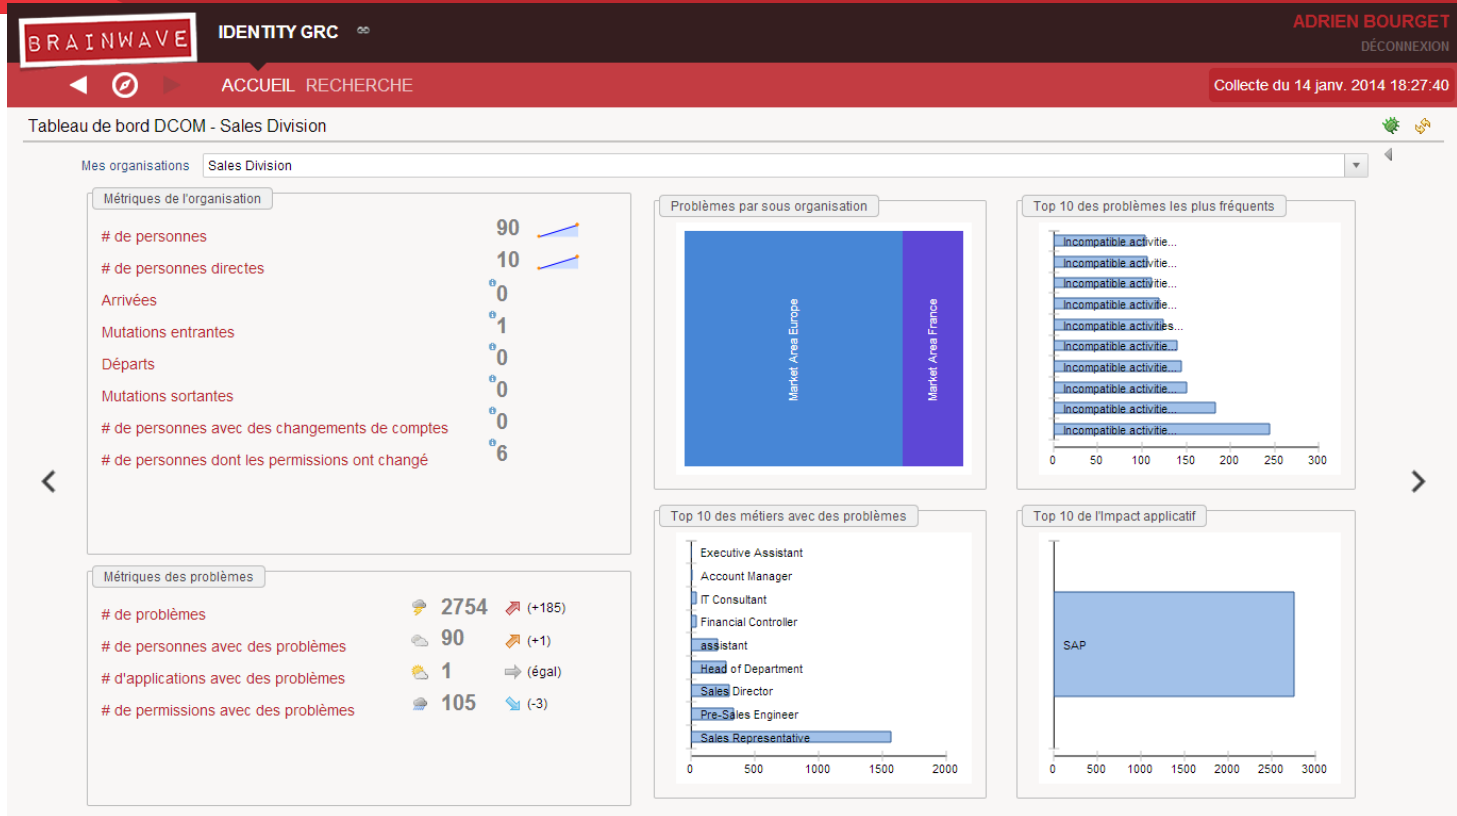 BRAINWAVE
IDENTITY GRC
ADRIEN BOURGET
DÉCONNEXION
ACCUEIL RECHERCHE
Collecte du 14 janv. 2014 18:27:40
Tableau de bord DCOM - Sales Division
Mes organisations Sales Division
Métriques de l'organisation
# de personnes 90
# de personnes directes 10
Arrivées 0
Mutations entrantes 1
Départs 0
Mutations sortantes 0
# de personnes avec des changements de comptes 0
# de personnes dont les permissions ont changé 6
Métriques des problèmes
# de problèmes 2754 (+185)
# de personnes avec des problèmes 90 (+1)
# d'applications avec des problèmes 1 (égal)
# de permissions avec des problèmes 105 (-3)
Problèmes par sous organisation
Market Area Europe
Market Area France
Top 10 des problèmes les plus fréquents
Incompatible activitie...
Incompatible activitie...
Incompatible activitie...
Incompatible activitie...
Incompatible activities...
Incompatible activitie...
Incompatible activitie...
Incompatible activitie...
Incompatible activitie...
Incompatible activitie...
0 50 100 150 200 250 300
Top 10 des métiers avec des problèmes
Executive Assistant
Account Manager
IT Consultant
Financial Controller
assistant
Head of Department
Sales Director
Pre-Sales Engineer
Sales Representative
0 500 1000 1500 2000
Top 10 de l'Impact applicatif
SAP
0 500 1000 1500 2000 2500 3000